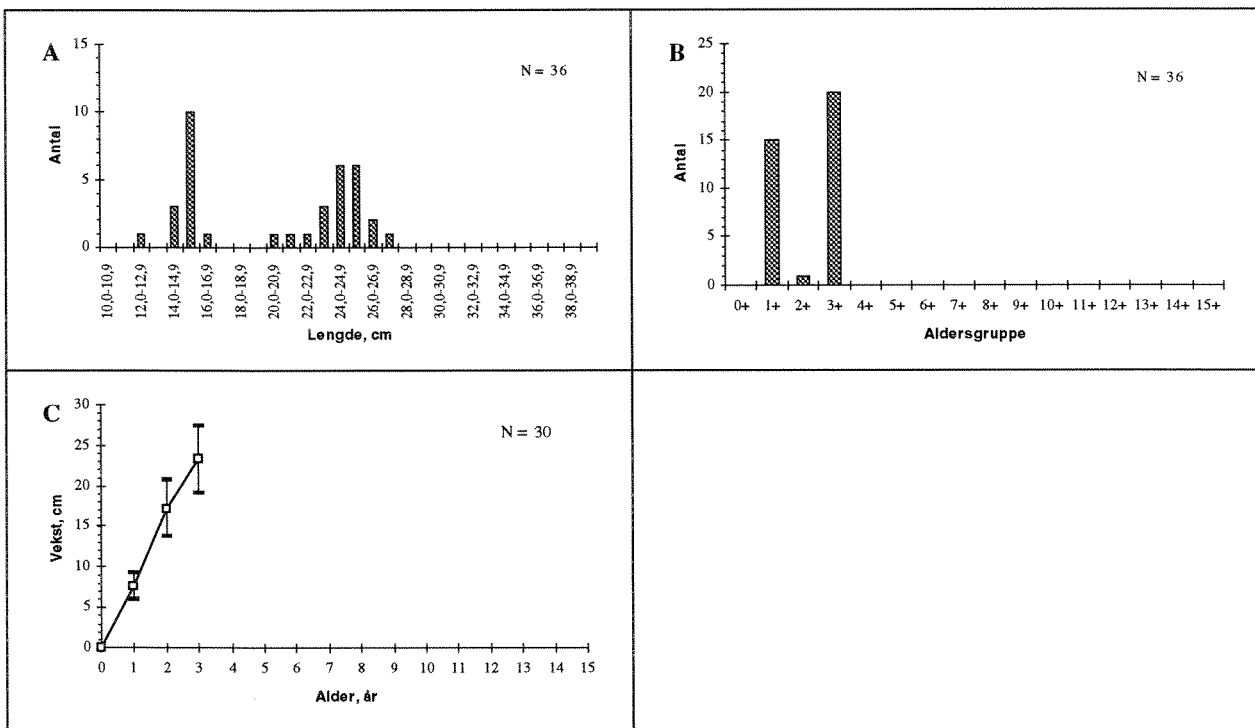 A
15
10
5
0
Antal
N = 36
10,0-10,9
12,0-12,9
14,0-14,9
16,0-16,9
18,0-18,9
20,0-20,9
22,0-22,9
24,0-24,9
26,0-26,9
28,0-28,9
30,0-30,9
32,0-32,9
34,0-34,9
36,0-36,9
38,0-38,9
Lengde, cm
B
25
20
15
10
5
0
Antal
N = 36
0+ 1+ 2+ 3+ 4+ 5+ 6+ 7+ 8+ 9+ 10+ 11+ 12+ 13+ 14+ 15+
Aldersgruppe
C
30
25
20
15
10
5
0
Vekst, cm
N = 30
0 1 2 3 4 5 6 7 8 9 10 11 12 13 14 15
Alder, år